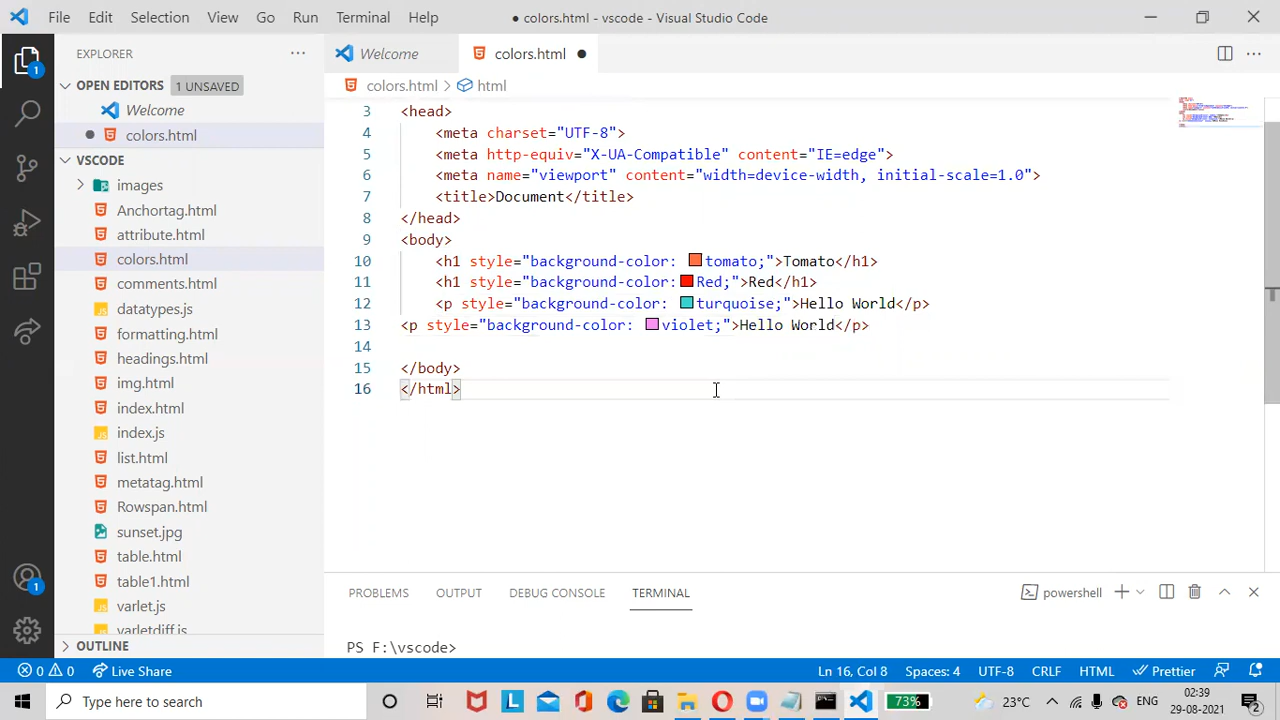 File Edit Selection View Go Run Terminal Help
● colors.html - vscode - Visual Studio Code
EXPLORER ···
OPEN EDITORS 1 UNSAVED
Welcome
● colors.html
VSCODE
images
Anchortag.html
attribute.html
colors.html
comments.html
datatypes.js
formatting.html
headings.html
img.html
index.html
index.js
list.html
metatag.html
Rowspan.html
sunset.jpg
table.html
table1.html
varlet.js
varletdiff.js
OUTLINE
1
1
Welcome colors.html ●
colors.html > html
3 <head>
4 <meta charset="UTF-8">
5 <meta http-equiv="X-UA-Compatible" content="IE=edge">
6 <meta name="viewport" content="width=device-width, initial-scale=1.0">
7 <title>Document</title>
8 </head>
9 <body>
10 <h1 style="background-color: tomato;">Tomato</h1>
11 <h1 style="background-color:Red;">Red</h1>
12 <p style="background-color: turquoise;">Hello World</p>
13 <p style="background-color: violet;">Hello World</p>
14
15 </body>
16 </html>
PROBLEMS OUTPUT DEBUG CONSOLE TERMINAL powershell
PS F:\vscode>
0 0 Live Share Ln 16, Col 8 Spaces: 4 UTF-8 CRLF HTML Prettier
Type here to search 73% 23°C ENG 02:39
29-08-2021 2